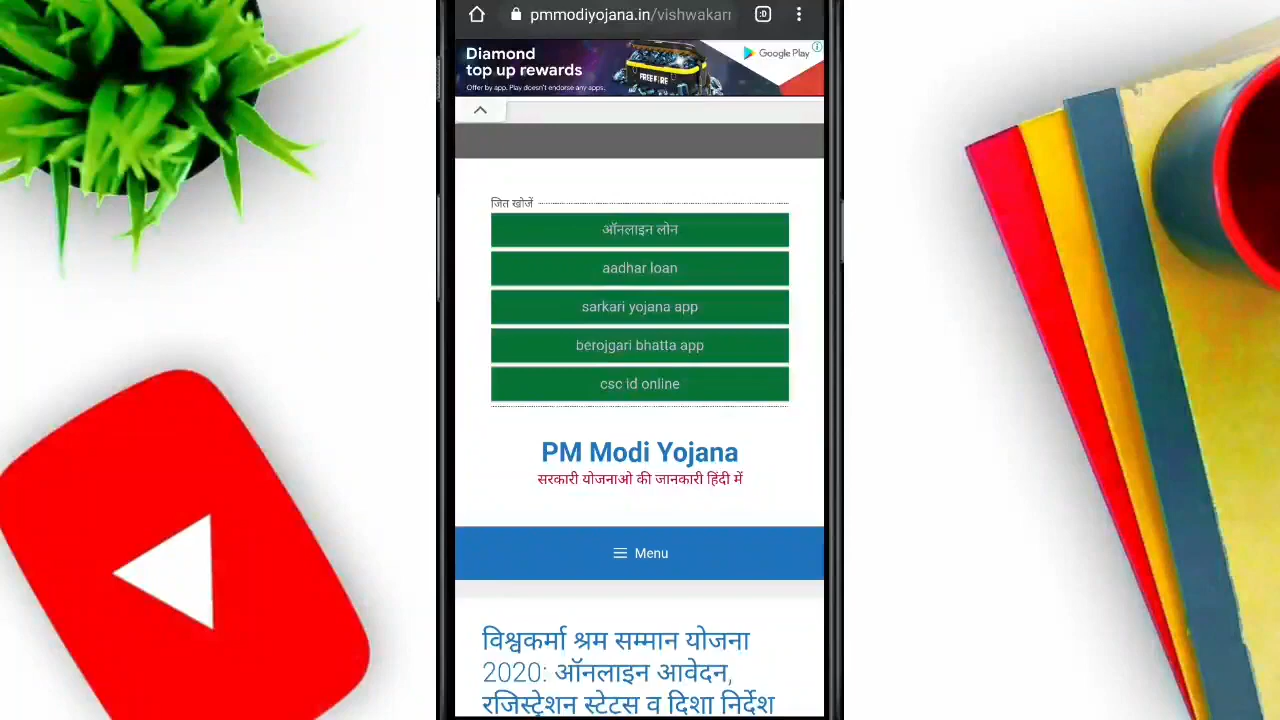 pmmodiyojana.in/vishwakarı
:D
Diamond
top up rewards
Offer by app. Play doesn't endorse any apps.
FREE FIRE
Google Play
जित खोजें
ऑनलाइन लोन
aadhar loan
sarkari yojana app
berojgari bhatta app
csc id online
PM Modi Yojana
सरकारी योजनाओ की जानकारी हिंदी में
Menu
विश्वकर्मा श्रम सम्मान योजना
2020: ऑनलाइन आवेदन,
रजिस्ट्रेशन स्टेटस व दिशा निर्देश